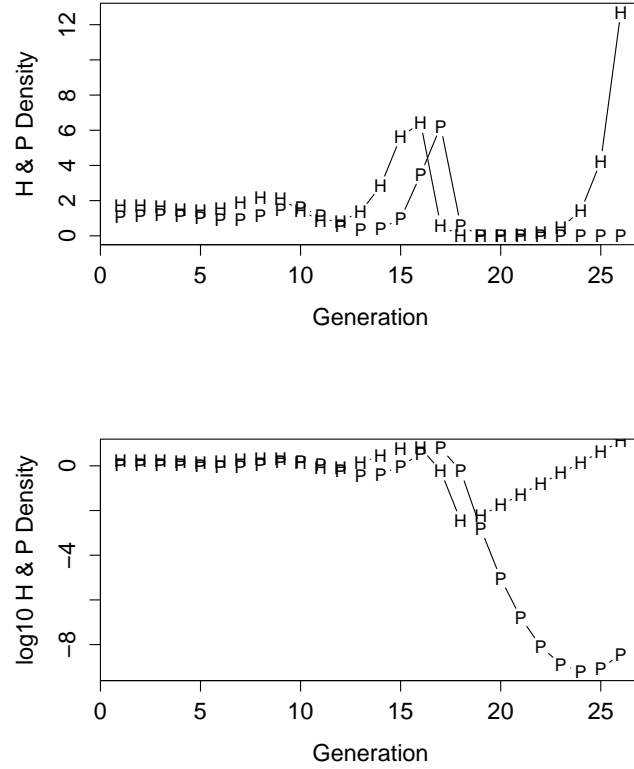 H & P Density
12
8
6
4
2
0
0 5 10 15 20 25
Generation
H H H H H H H H H H H H H H H H H H H H H H H H H H
P P P P P P P P P P P P P P P P P P P P P P P P P P
log10 H & P Density
0
−4
−8
0 5 10 15 20 25
Generation
H H H H H H H H H H H H H H H H H H H H H H H H H H
P P P P P P P P P P P P P P P P P P P P P P P P P P